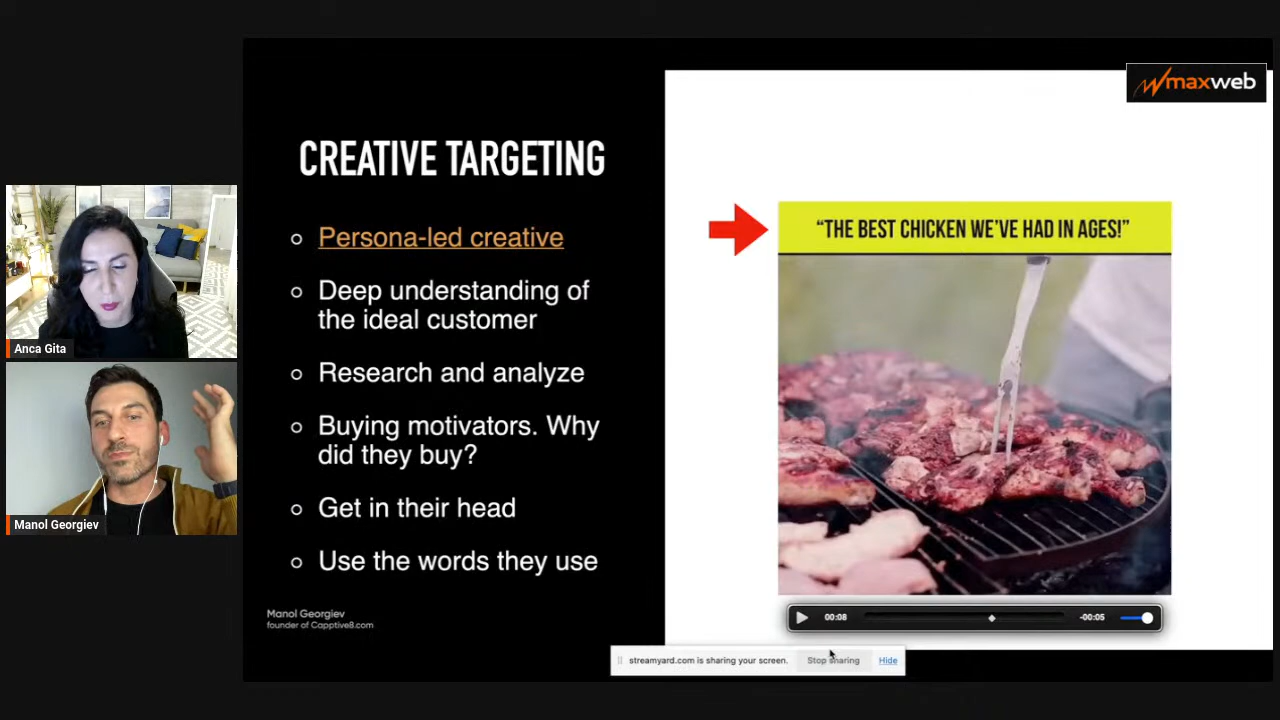 maxweb
CREATIVE TARGETING
Persona-led creative
Deep understanding of
the ideal customer
Research and analyze
Buying motivators. Why
did they buy?
Get in their head
Use the words they use
Manol Georgiev
founder of Capptive8.com
“THE BEST CHICKEN WE’VE HAD IN AGES!”
00:08
-00:05
streamyard.com is sharing your screen.
Stop sharing
Hide
Anca Gita
Manol Georgiev